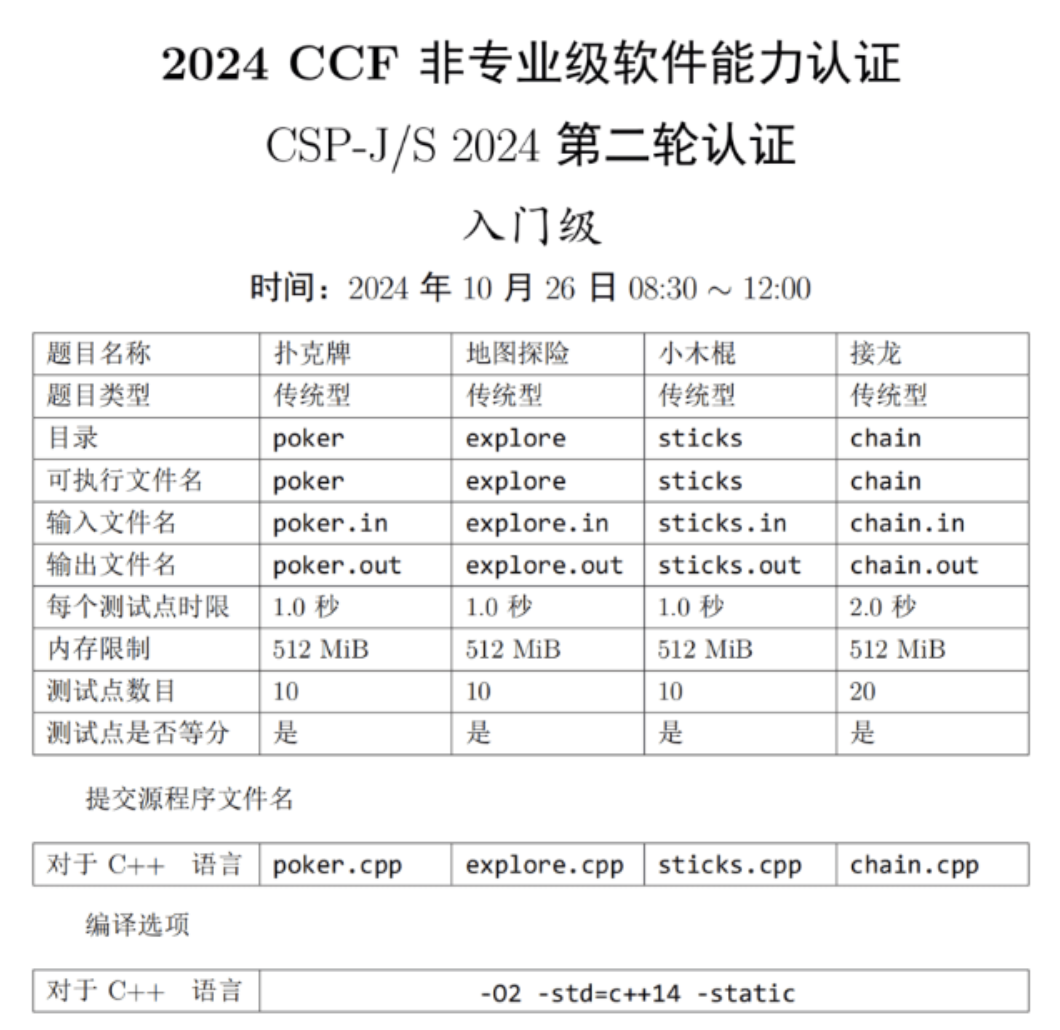 2024 CCF 非专业级软件能力认证
CSP-J/S 2024 第二轮认证
入门级
时间：2024 年 10 月 26 日 08:30 ~ 12:00
题目名称 扑克牌 地图探险 小木棍 接龙
题目类型 传统型 传统型 传统型 传统型
目录 poker explore sticks chain
可执行文件名 poker explore sticks chain
输入文件名 poker.in explore.in sticks.in chain.in
输出文件名 poker.out explore.out sticks.out chain.out
每个测试点时限 1.0 秒 1.0 秒 1.0 秒 2.0 秒
内存限制 512 MiB 512 MiB 512 MiB 512 MiB
测试点数目 10 10 10 20
测试点是否等分 是 是 是 是
提交源程序文件名
对于 C++ 语言 poker.cpp explore.cpp sticks.cpp chain.cpp
编译选项
对于 C++ 语言 -O2 -std=c++14 -static